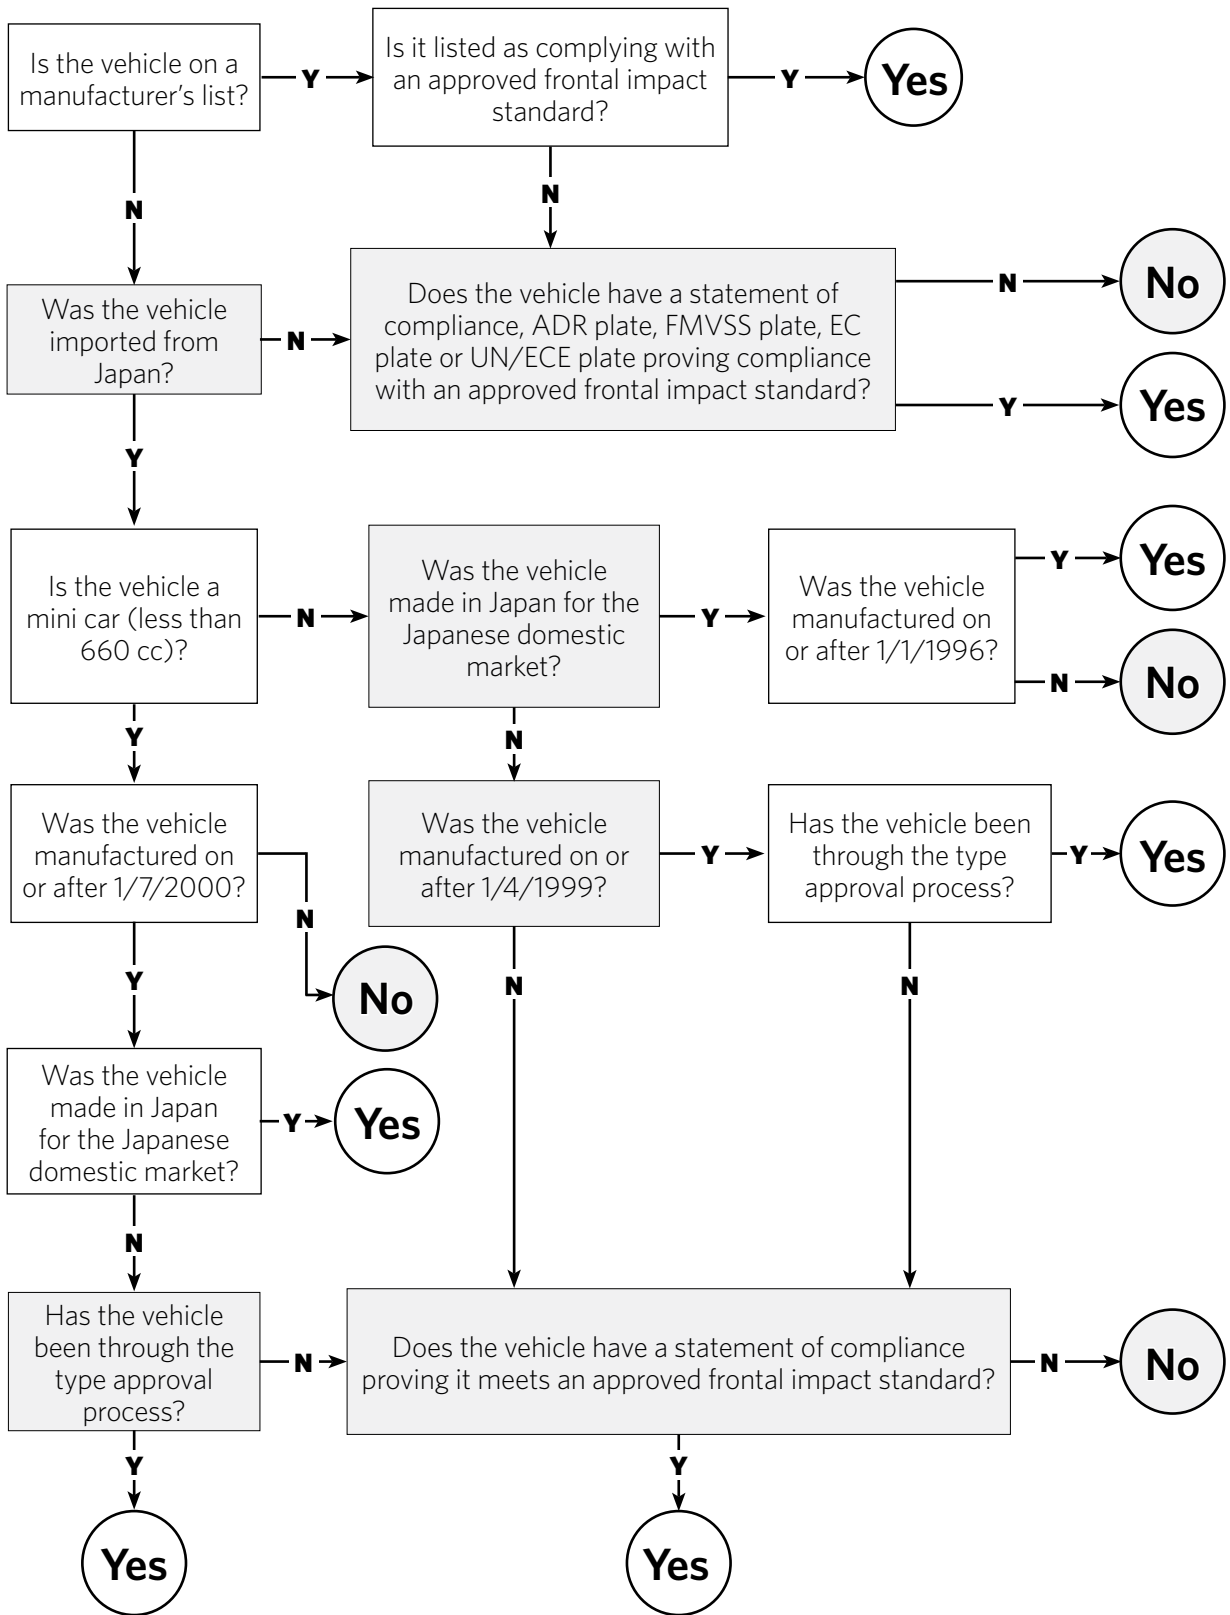 Is the vehicle on a
manufacturer's list?
Y
Is it listed as complying with
an approved frontal impact
standard?
Y
Yes
N
N
Was the vehicle
imported from
Japan?
N
Does the vehicle have a statement of
compliance, ADR plate, FMVSS plate, EC
plate or UN/ECE plate proving compliance
with an approved frontal impact standard?
N
No
Y
Yes
Y
Is the vehicle a
mini car (less than
660 cc)?
N
Was the vehicle
made in Japan for the
Japanese domestic
market?
Y
Was the vehicle
manufactured on
or after 1/1/1996?
Y
Yes
N
No
Y
N
Was the vehicle
manufactured on
or after 1/7/2000?
N
No
Was the vehicle
manufactured on or
after 1/4/1999?
Y
Has the vehicle been
through the type
approval process?
Y
Yes
Y
N
N
Was the vehicle
made in Japan
for the Japanese
domestic market?
Y
Yes
N
Has the vehicle
been through the
type approval
process?
N
Does the vehicle have a statement of compliance
proving it meets an approved frontal impact standard?
N
No
Y
Yes
Y
Yes